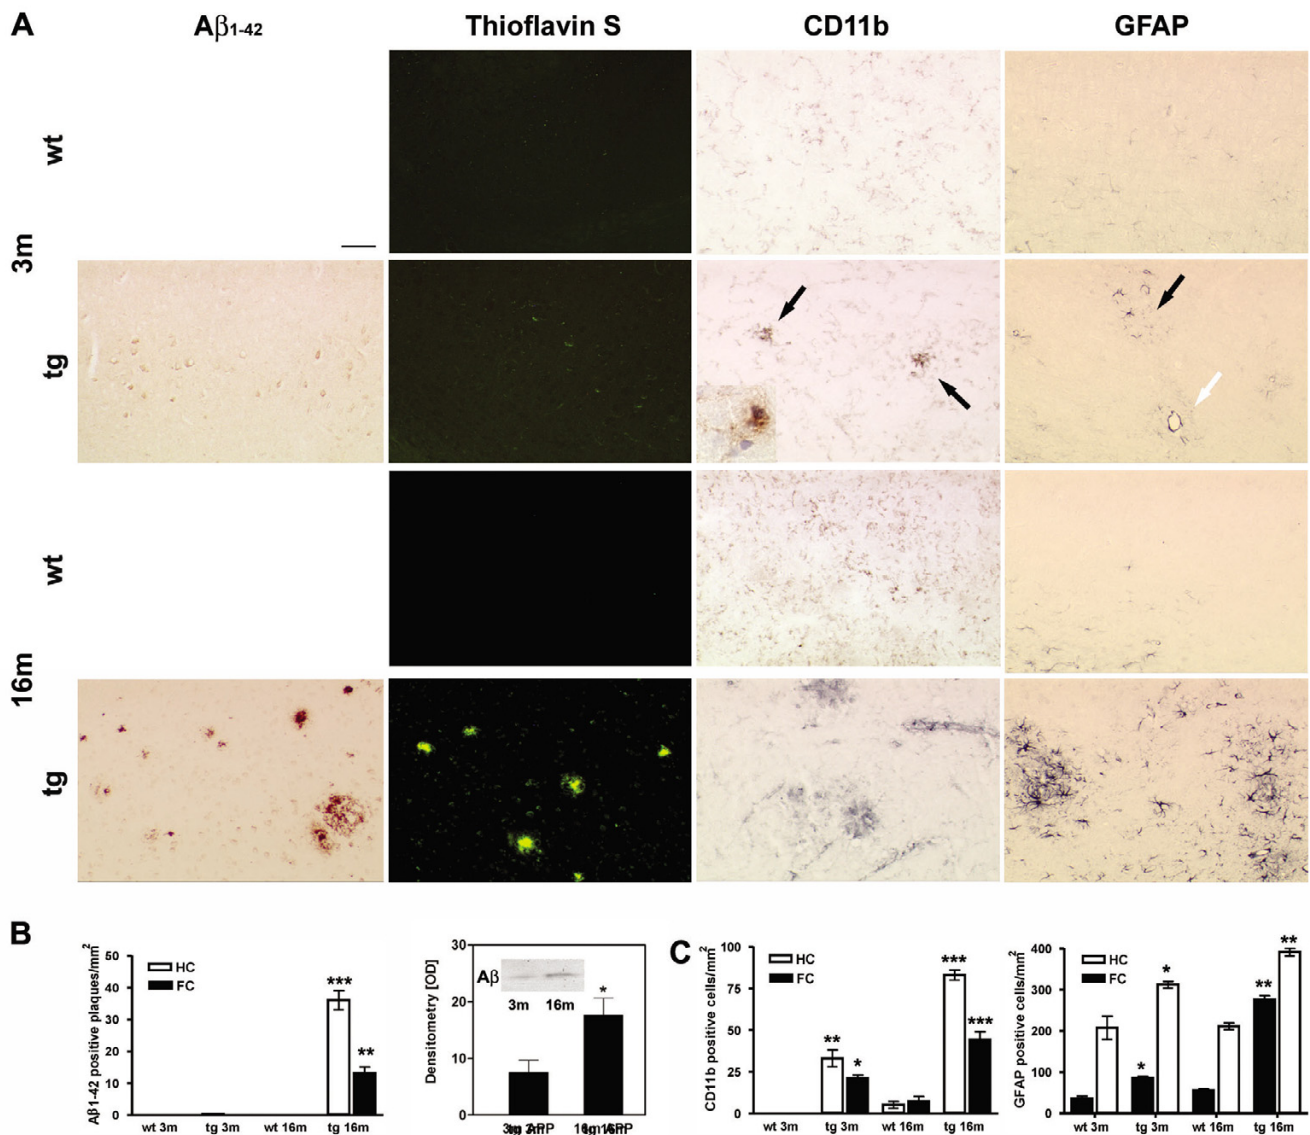 A
Aβ1-42
Thioflavin S
CD11b
GFAP
3m
wt
tg
16m
wt
tg
B
Aβ1-42 positive plaques/mm2
50
40
30
20
10
0
HC
FC
***
**
wt 3m
tg 3m
wt 16m
tg 16m
Densitometry [OD]
30
20
10
0
Aβ
3m
16m
*
C
CD11b positive cells/mm2
100
75
50
25
0
HC
FC
**
*
***
***
wt 3m
tg 3m
wt 16m
tg 16m
GFAP positive cells/mm2
400
300
200
100
0
HC
FC
*
*
**
**
wt 3m
tg 3m
wt 16m
tg 16m